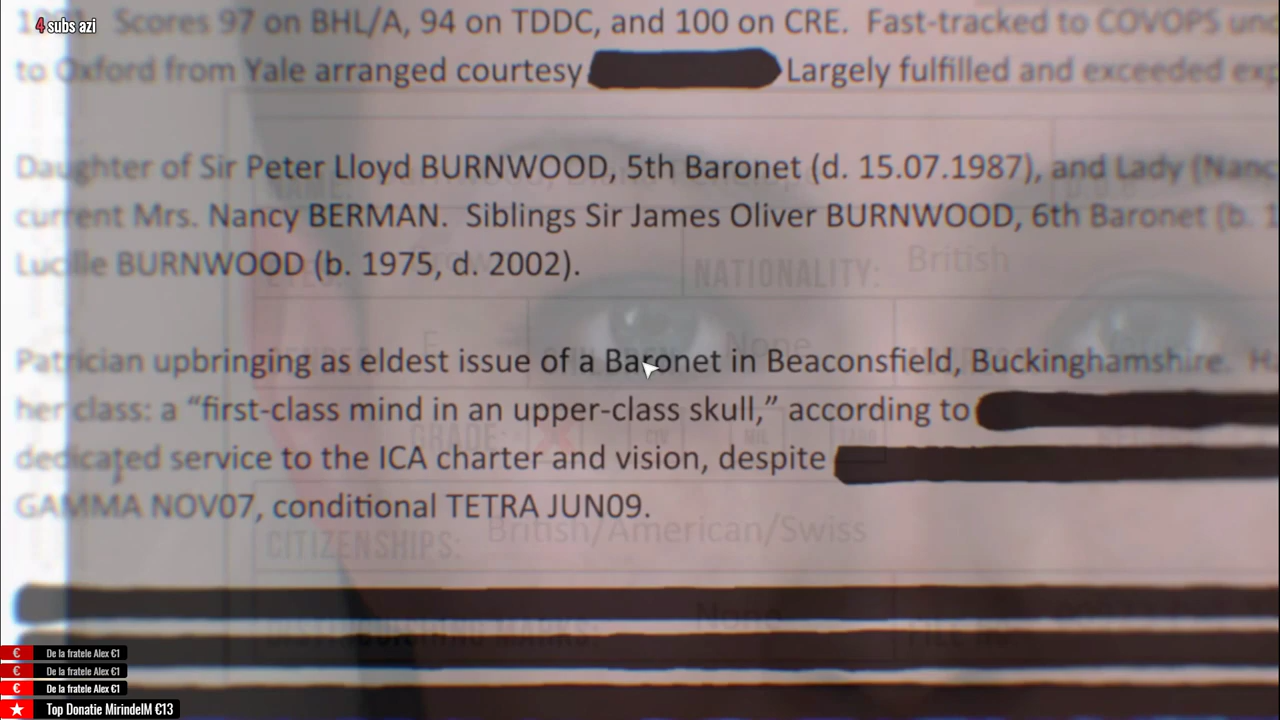 4 subs azi
Scores 97 on BHL/A, 94 on TDDC, and 100 on CRE. Fast-tracked to COVOPS
to Oxford from Yale arranged courtesy Largely fulfilled and exceeded
Daughter of Sir Peter Lloyd BURNWOOD, 5th Baronet (d. 15.07.1987), and Lady
current Mrs. Nancy BERMAN. Siblings Sir James Oliver BURNWOOD, 6th Baronet (b.
Lucille BURNWOOD (b. 1975, d. 2002).
NATIONALITY: British
Patrician upbringing as eldest issue of a Baronet in Beaconsfield, Buckinghamshire.
None
her class: a “first-class mind in an upper-class skull,” according to
GRADE:
dedicated service to the ICA charter and vision, despite
GAMMA NOV07, conditional TETRA JUN09.
CITIZENSHIPS: British/American/Swiss
None
€ De la fratele Alex €1
€ De la fratele Alex €1
€ De la fratele Alex €1
Top Donatie MirindelM €13